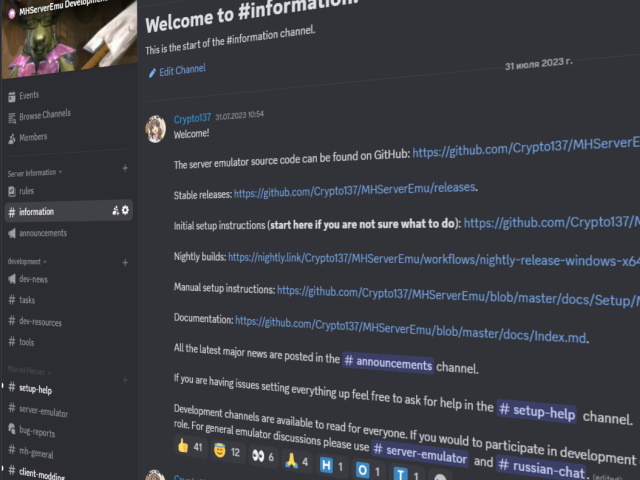 MHServerEmu Development
Events
Browse Channels
Members
Server Information
rules
information
announcements
development
dev-news
tasks
dev-resources
tools
Marvel Heroes
setup-help
server-emulator
bug-reports
mh-general
client-modding
Welcome to #information!
This is the start of the #information channel.
Edit Channel
31 июля 2023 г.
Crypto137 31.07.2023 10:54
Welcome!
The server emulator source code can be found on GitHub: https://github.com/Crypto137/MHServerE
Stable releases: https://github.com/Crypto137/MHServerEmu/releases.
Initial setup instructions (start here if you are not sure what to do): https://github.com/Crypto137/
Nightly builds: https://nightly.link/Crypto137/MHServerEmu/workflows/nightly-release-windows-x64
Manual setup instructions: https://github.com/Crypto137/MHServerEmu/blob/master/docs/Setup/
Documentation: https://github.com/Crypto137/MHServerEmu/blob/master/docs/Index.md.
All the latest major news are posted in the # announcements channel.
If you are having issues setting everything up feel free to ask for help in the # setup-help channel.
Development channels are available to read for everyone. If you would to participate in development
role. For general emulator discussions please use # server-emulator and # russian-chat. (edited)
41 12 6 4 H 1 O 1 T 1